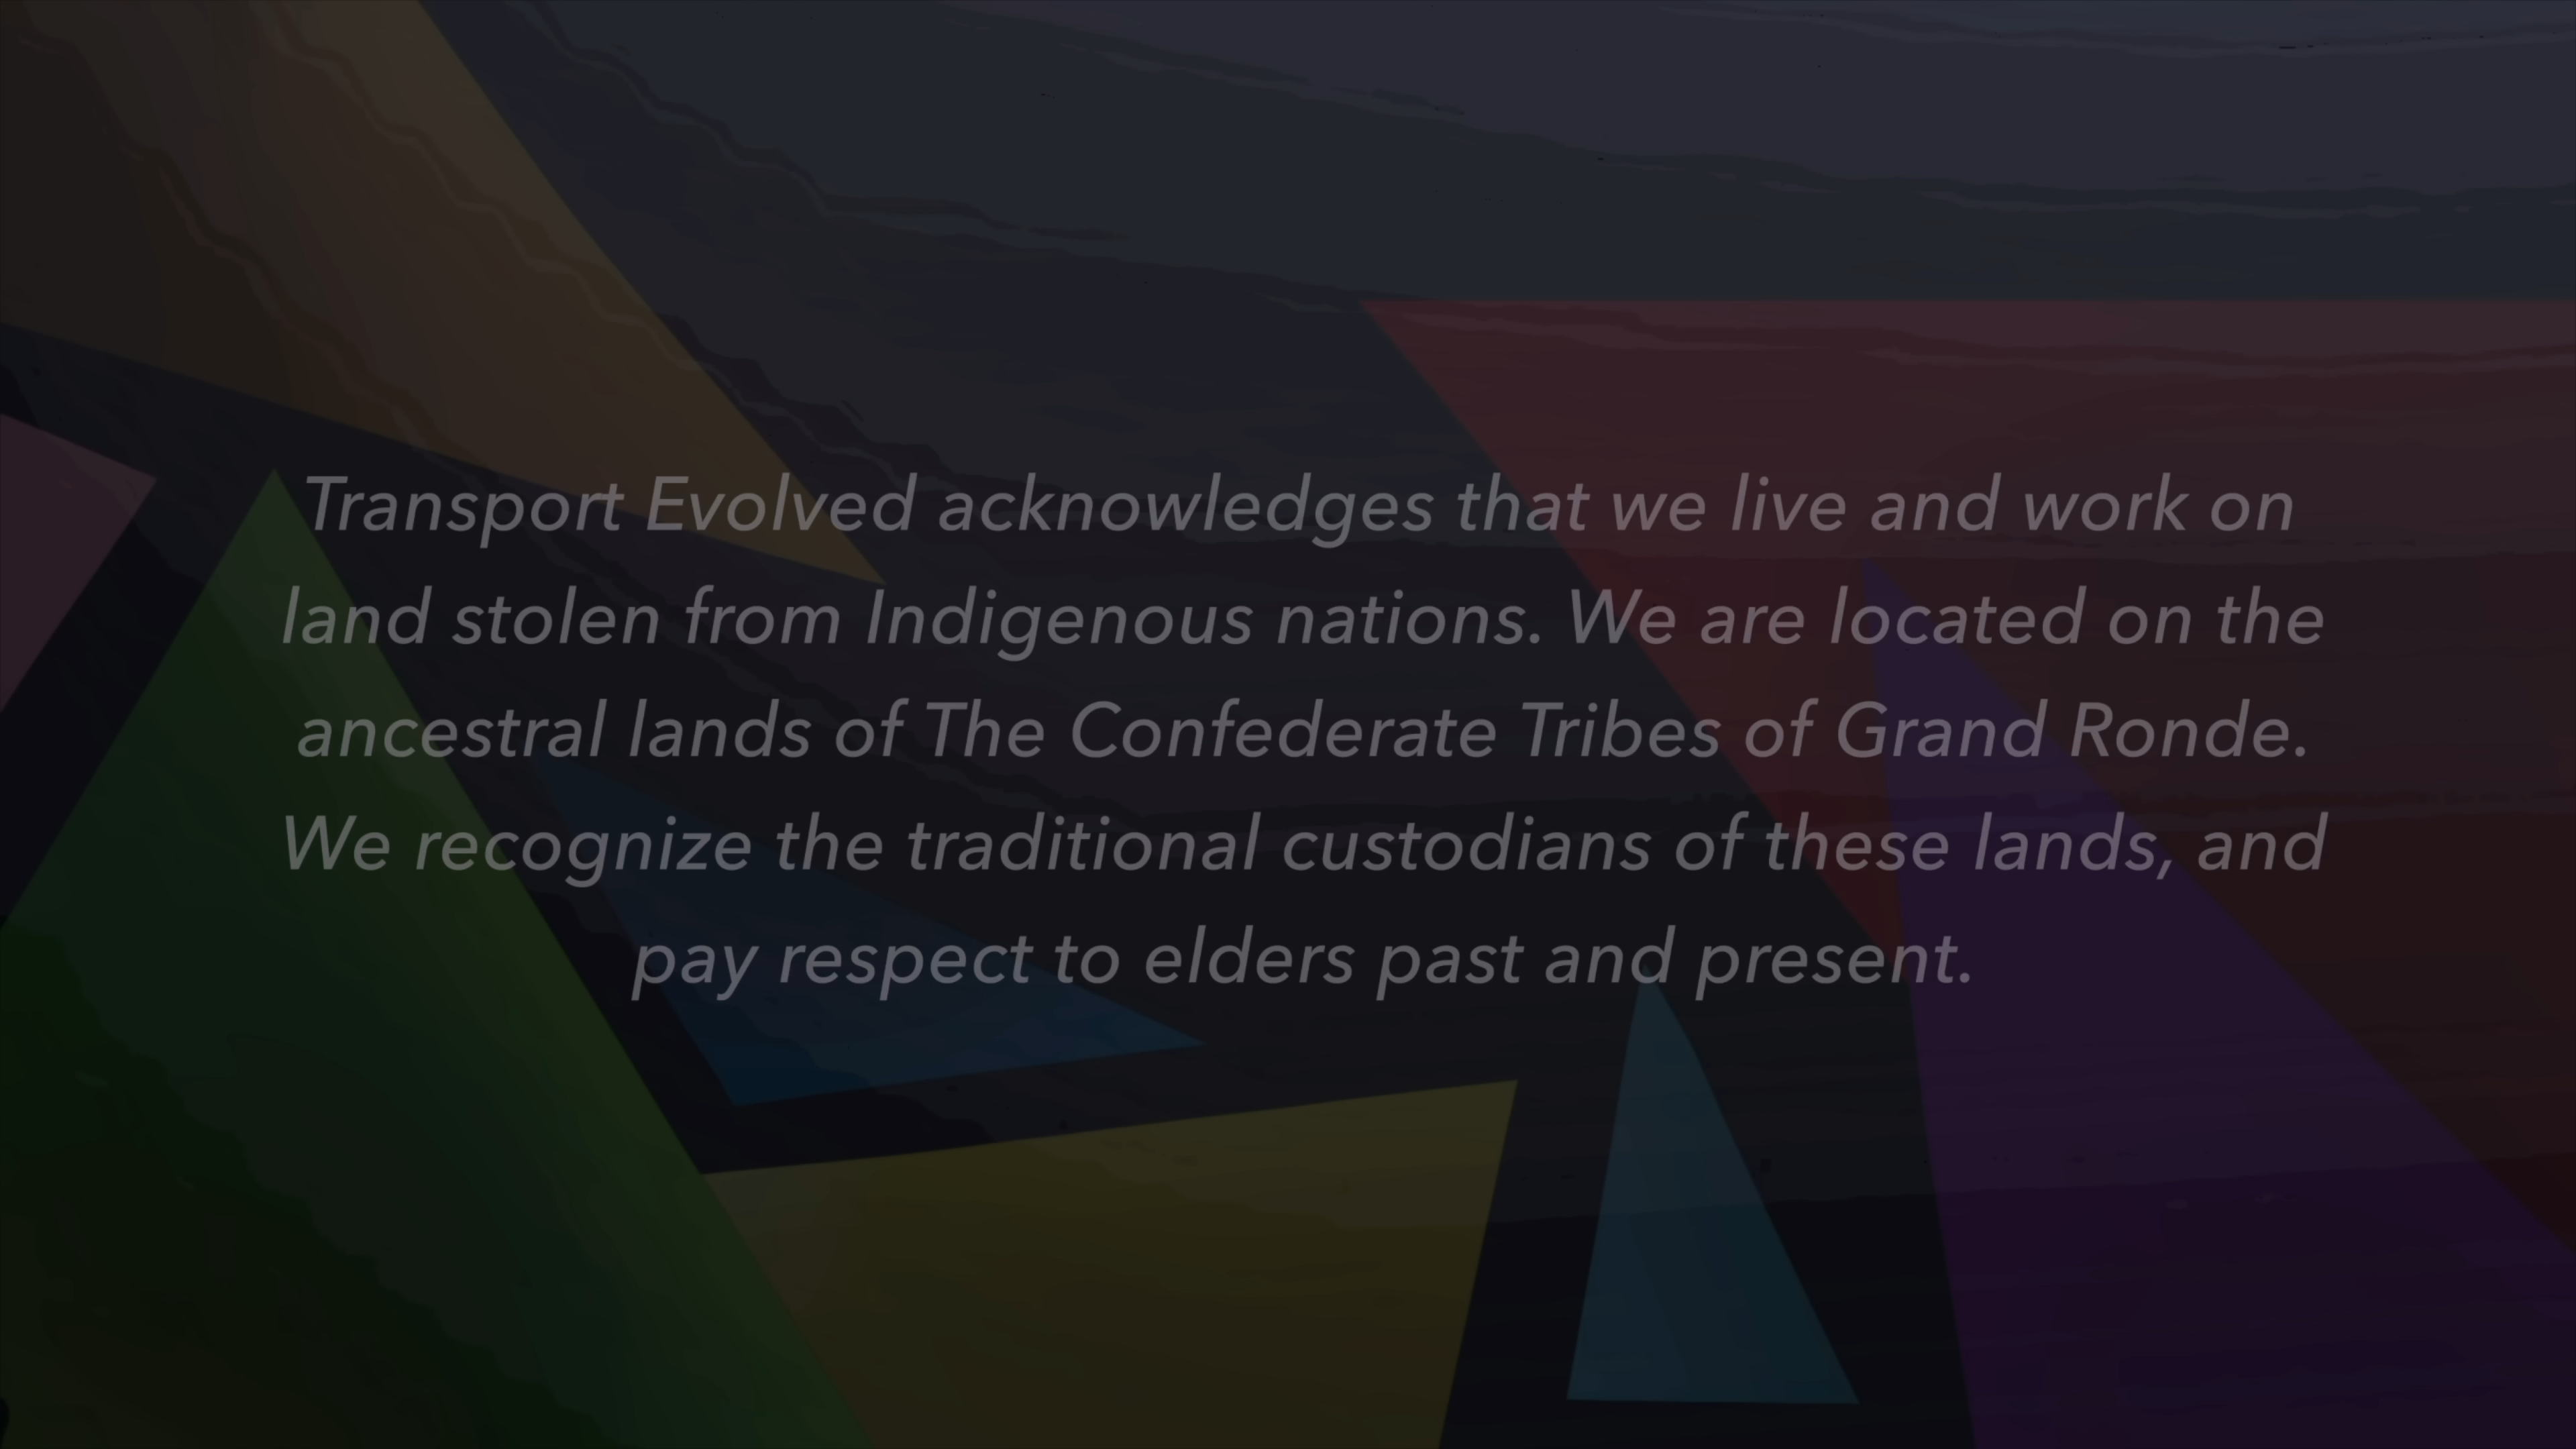 Transport Evolved acknowledges that we live and work on
land stolen from Indigenous nations. We are located on the
ancestral lands of The Confederate Tribes of Grand Ronde.
We recognize the traditional custodians of these lands, and
pay respect to elders past and present.